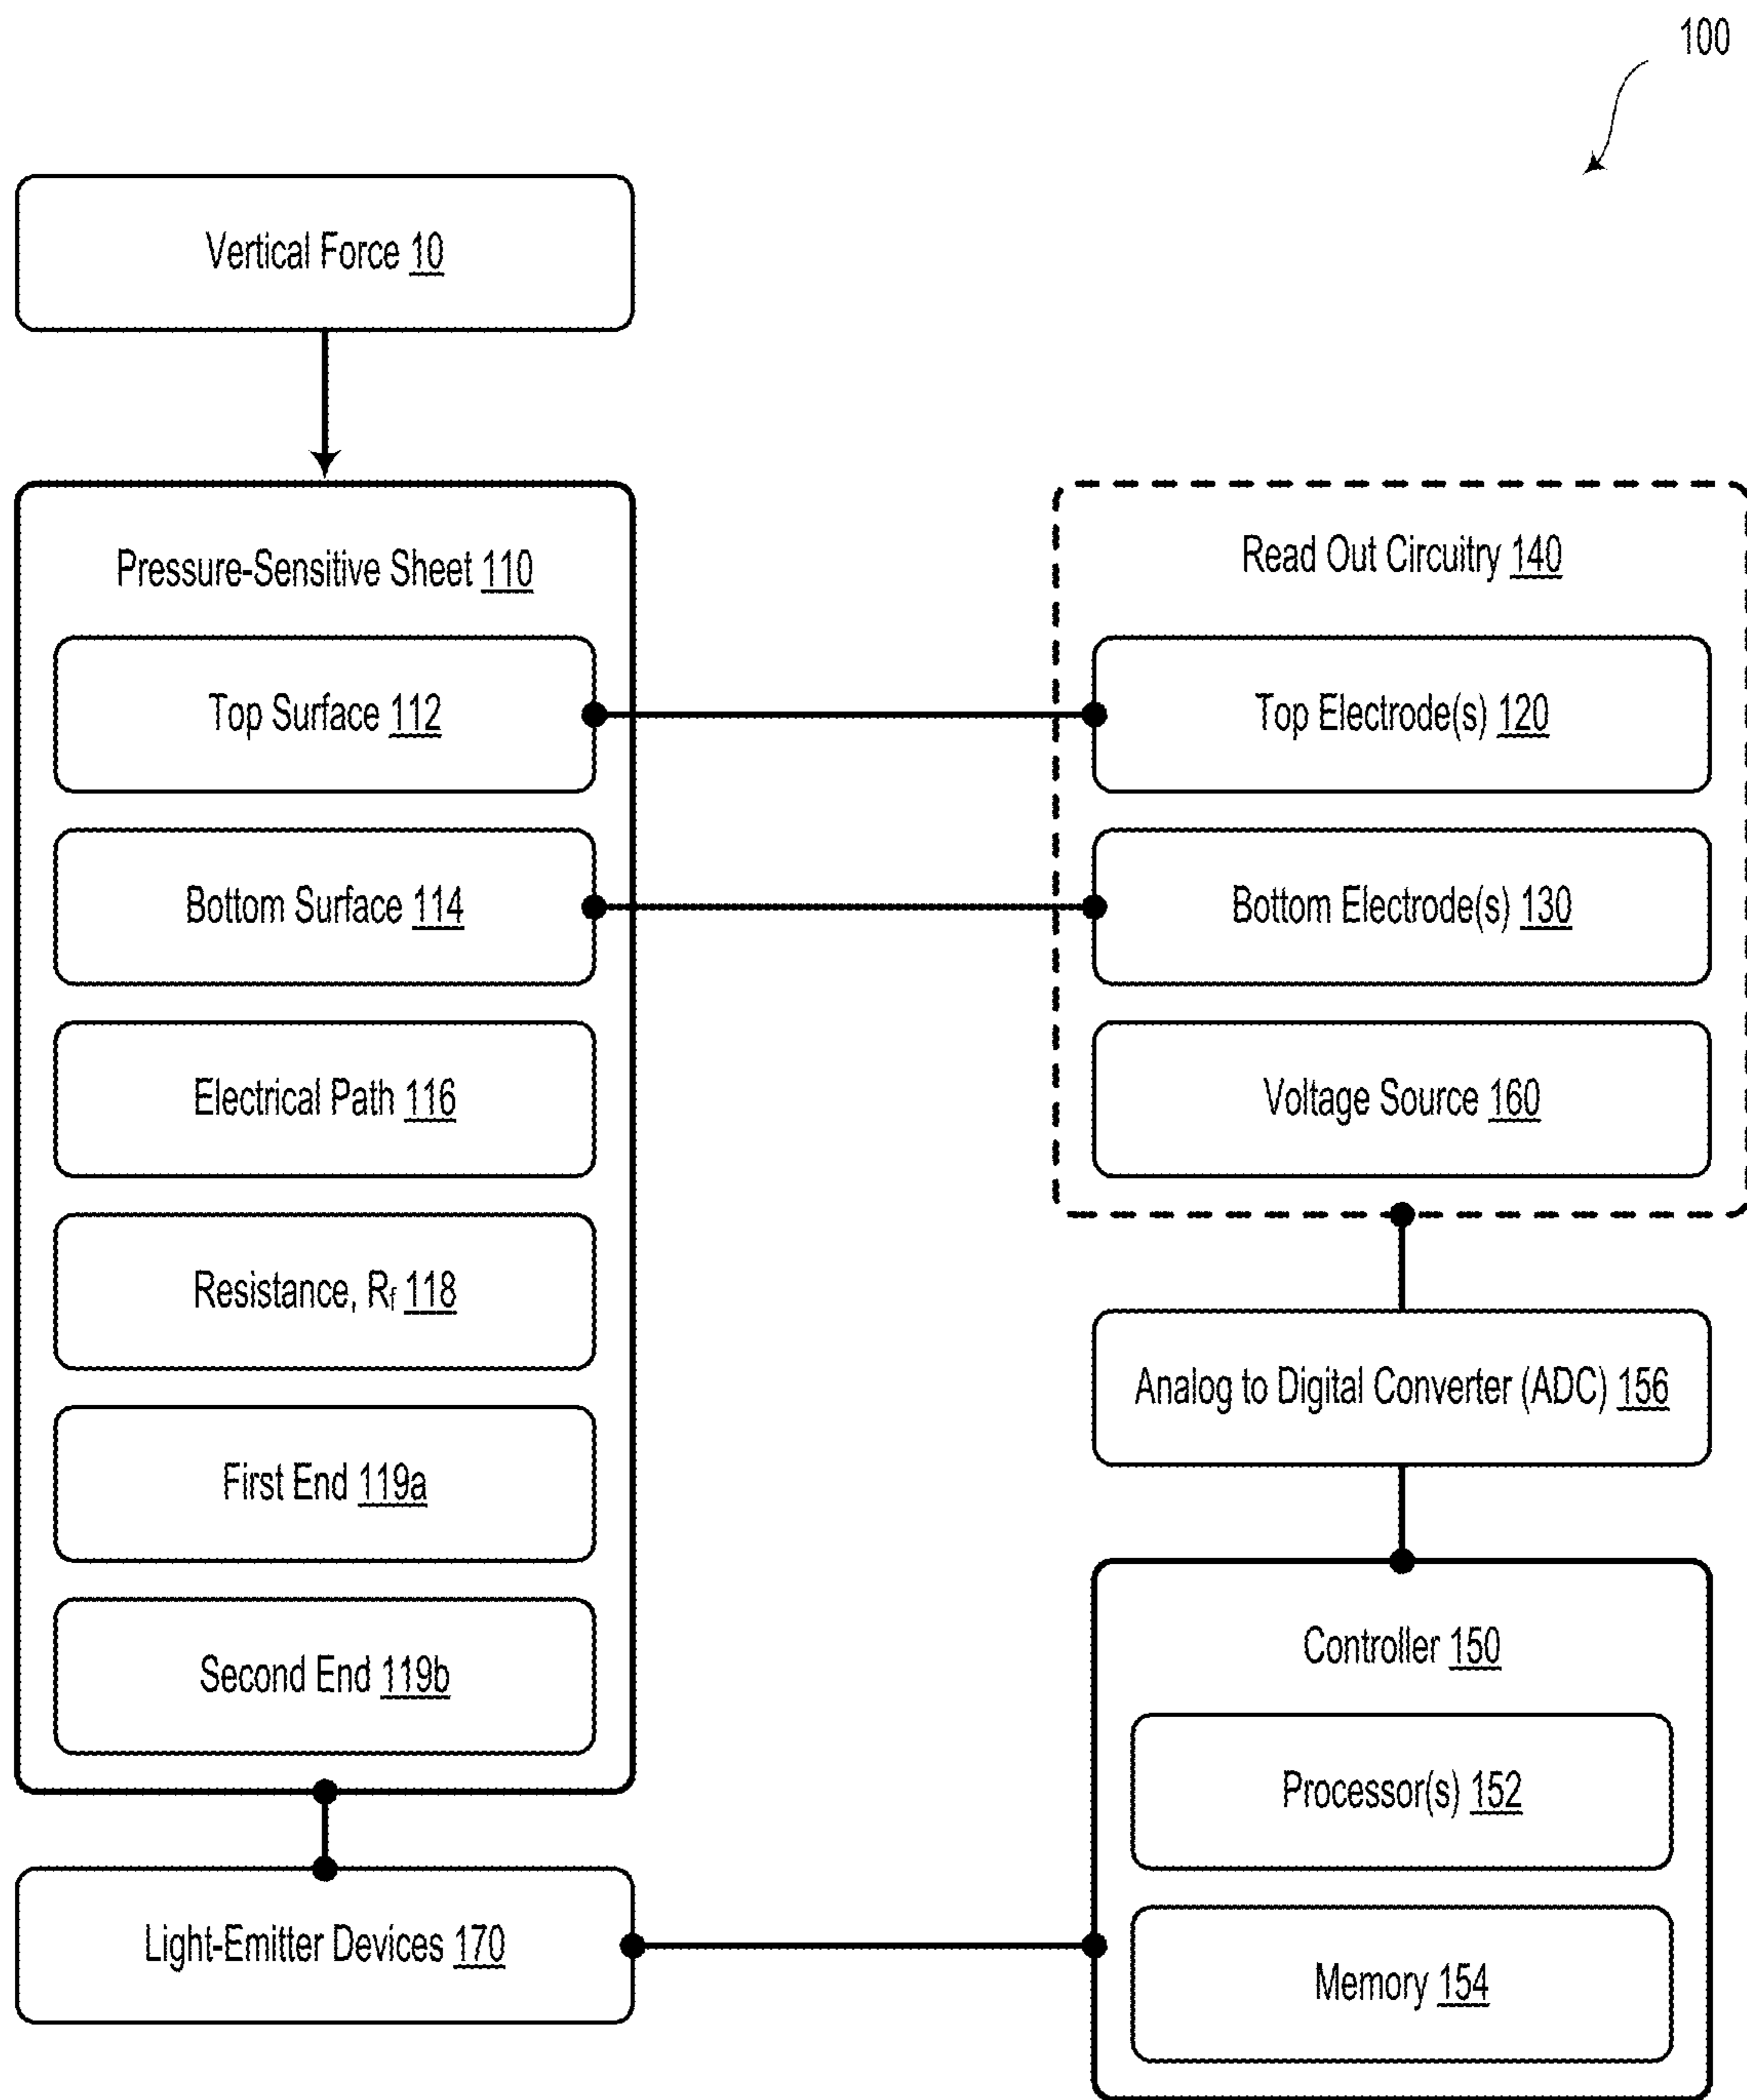 100
Vertical Force 10
Pressure-Sensitive Sheet 110
Top Surface 112
Bottom Surface 114
Electrical Path 116
Resistance, Rf 118
First End 119a
Second End 119b
Light-Emitter Devices 170
Read Out Circuitry 140
Top Electrode(s) 120
Bottom Electrode(s) 130
Voltage Source 160
Analog to Digital Converter (ADC) 156
Controller 150
Processor(s) 152
Memory 154